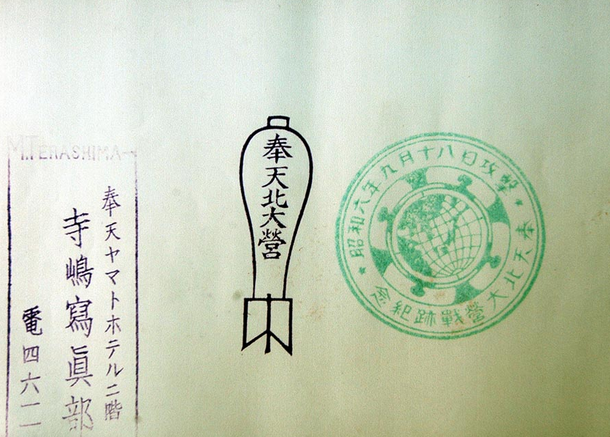 M.TERASHIMA
奉天ヤマトホテル二階
寺嶋寫眞部
電四六二
奉天北大營
昭和六年九月十八日攻撃
奉天北大營戰跡紀念